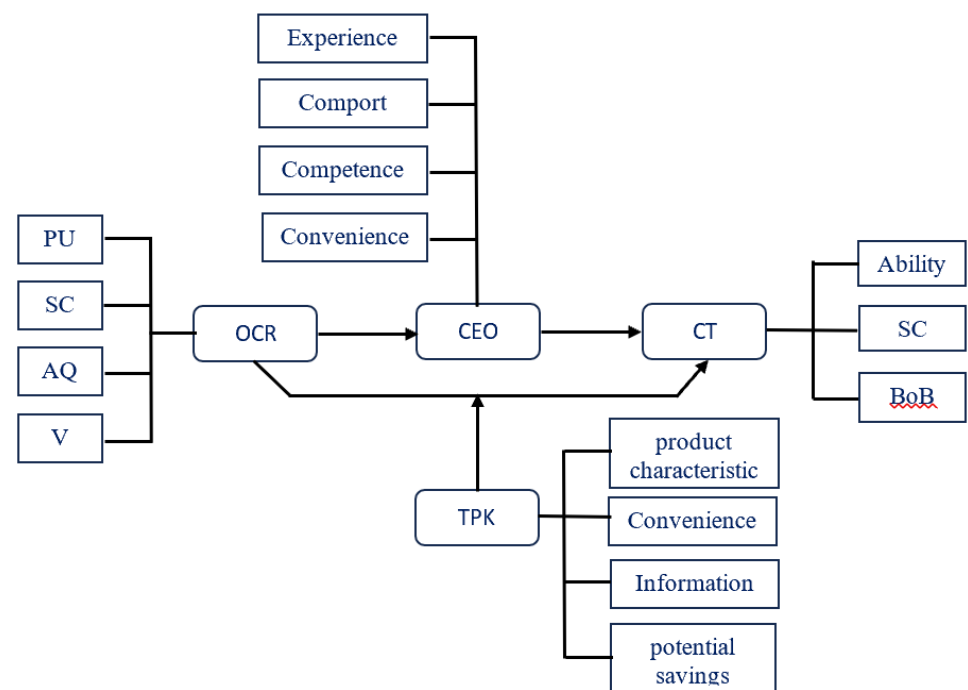 Experience
Comport
Competence
Convenience
PU
SC
AQ
V
OCR
CEO
CT
Ability
SC
BoB
TPK
product
characteristic
Convenience
Information
potential
savings